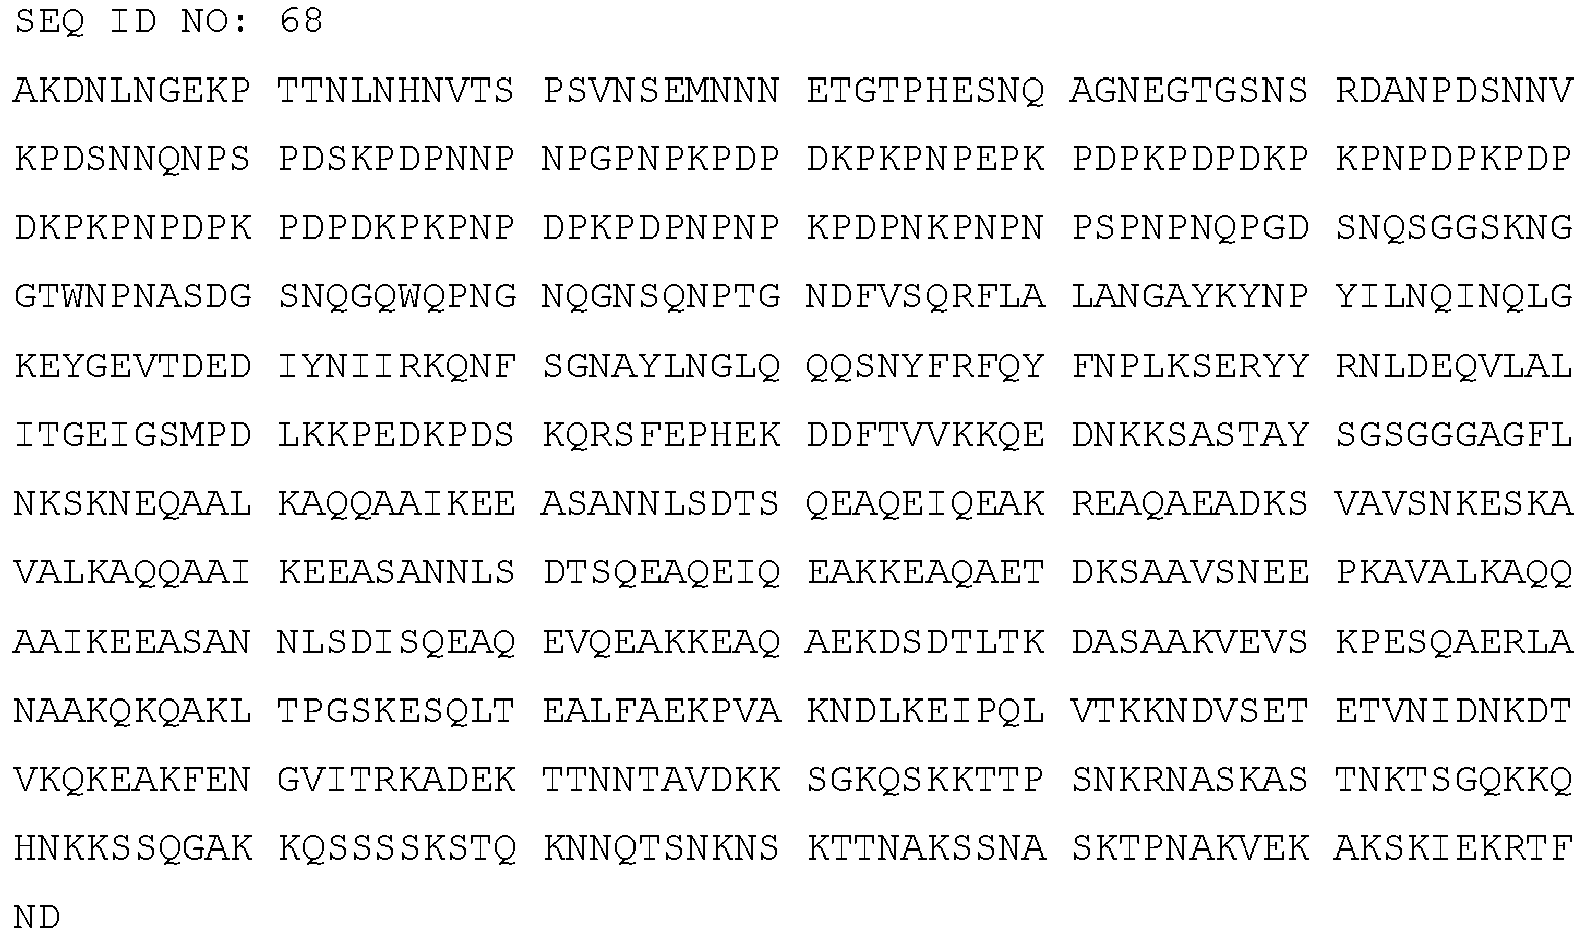 SEQ ID NO: 68
AKDNLNGEKP TTNLNHNVTS PSVNSEMNNN ETGTPHESNQ AGNEGTGSNS RDANPDSNNV
KPDSNNQNPS PDSKPDPNNP NPGPNPKPDP DKPKPNPEPK PDPKPDPDKP KPNPDPKPDP
DKPKPNPDPK PDPDKPKPNP DPKPDPNPNP KPDPNKPNPN PSPNPNQPGD SNQSGGSKNG
GTWNPNASDG SNQGQWQPNG NQGNSQNPTG NDFVSQRFLA LANGAYKYNP YILNQINQLG
KEYGEVTDED IYNIIRKQNF SGNAYLNGLQ QQSNYFRFQY FNPLKSERYY RNLDEQVLAL
ITGEIGSMPD LKKPEDKPDS KQRSFEPHEK DDFTVVKKQE DNKKSASTAY SGSGGGAGFL
NKSKNEQAAL KAQQAAIKEE ASANNLSDTS QEAQEIQEAK REAQAEADKS VAVSNKESKA
VALKAQQAAI KEEASANNLS DTSQEAQEIQ EAKKEAQAET DKSAAVSNEE PKAVALKAQQ
AAIKEEASAN NLSDISQEAQ EVQEAKKEAQ AEKDSDTLTK DASAAKVEVS KPESQAERLA
NAAKQKQAKL TPGSKESQLT EALFAEKPVA KNDLKEIPQL VTKKNDVSET ETVNIDNKDT
VKQKEAKFEN GVITRKADEK TTNNTAVDKK SGKQSKKTTP SNKRNASKAS TNKTSGQKKQ
HNKKSSQGAK KQSSSSKSTQ KNNQTSNKNS KTTNAKSSNA SKTPNAKVEK AKSKIEKRTF
ND